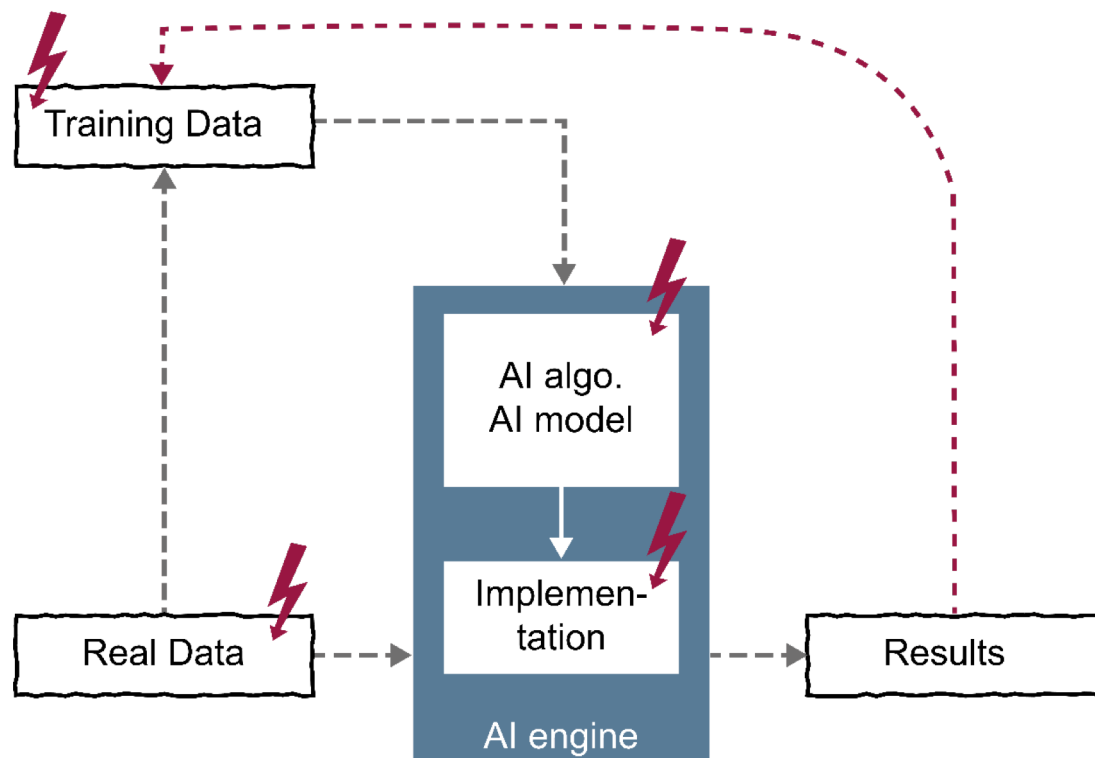 Training Data
AI algo.
AI model
Implemen-
tation
Real Data
Results
AI engine